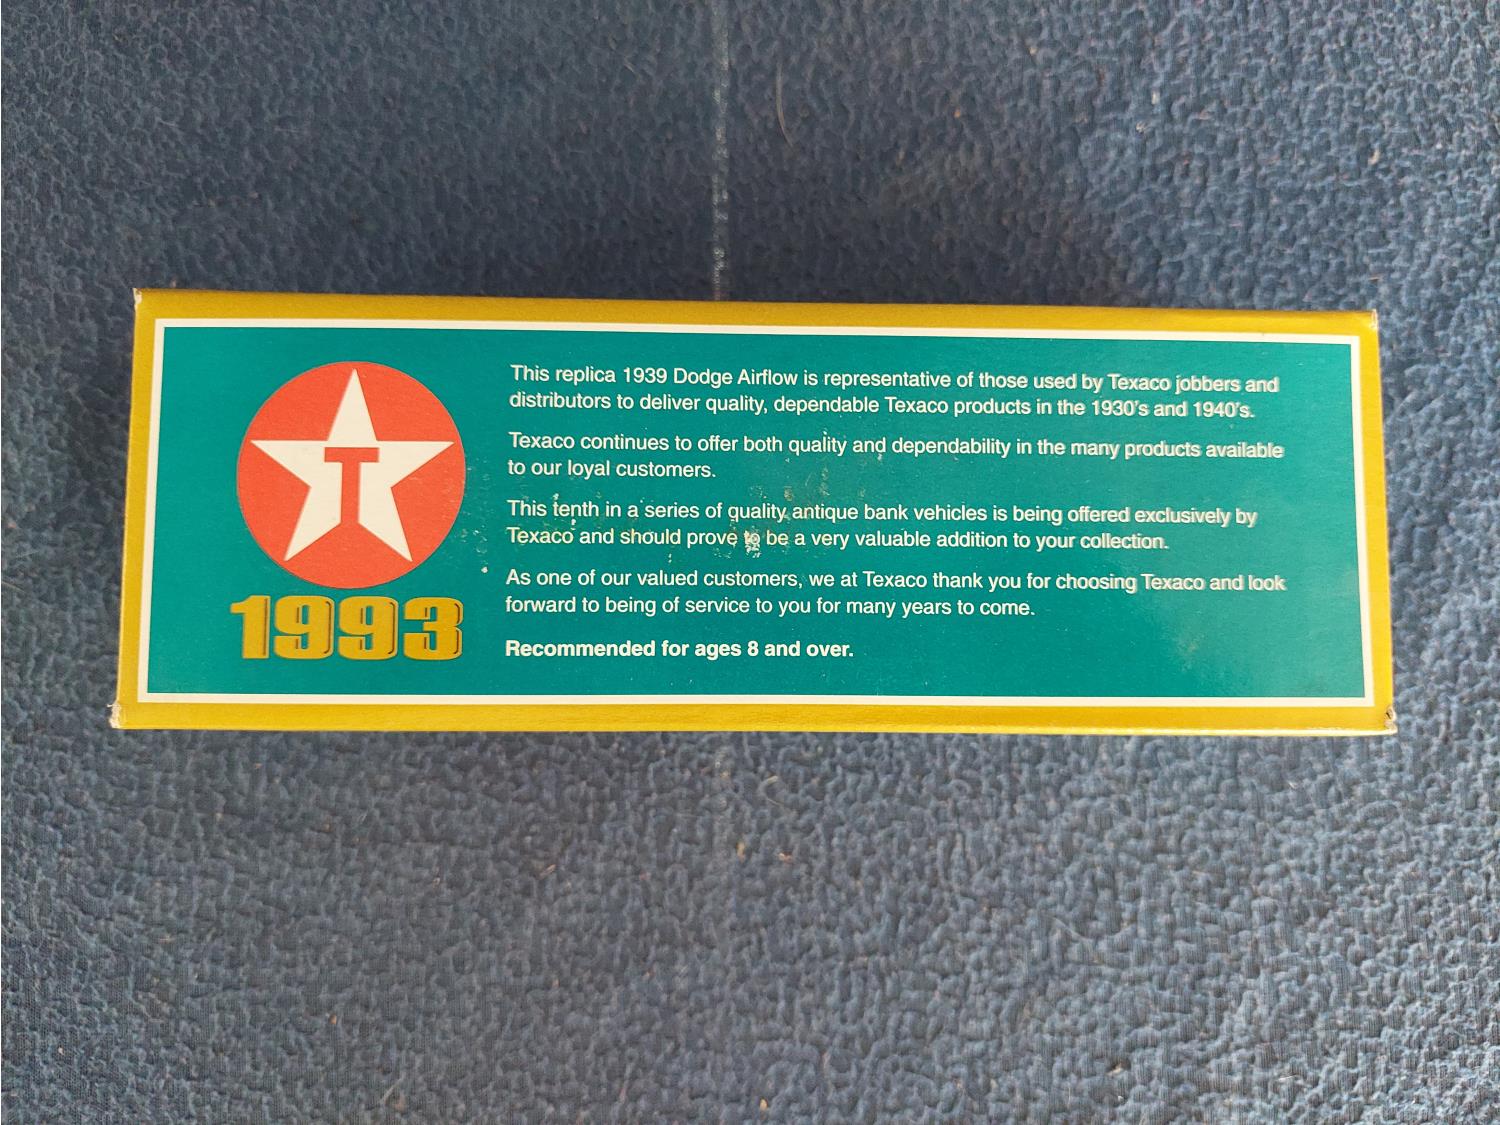 T
1993
This replica 1939 Dodge Airflow is representative of those used by Texaco jobbers and
distributors to deliver quality, dependable Texaco products in the 1930's and 1940's.
Texaco continues to offer both quality and dependability in the many products available
to our loyal customers.
This tenth in a series of quality antique bank vehicles is being offered exclusively by
Texaco and should prove to be a very valuable addition to your collection.
As one of our valued customers, we at Texaco thank you for choosing Texaco and look
forward to being of service to you for many years to come.
Recommended for ages 8 and over.